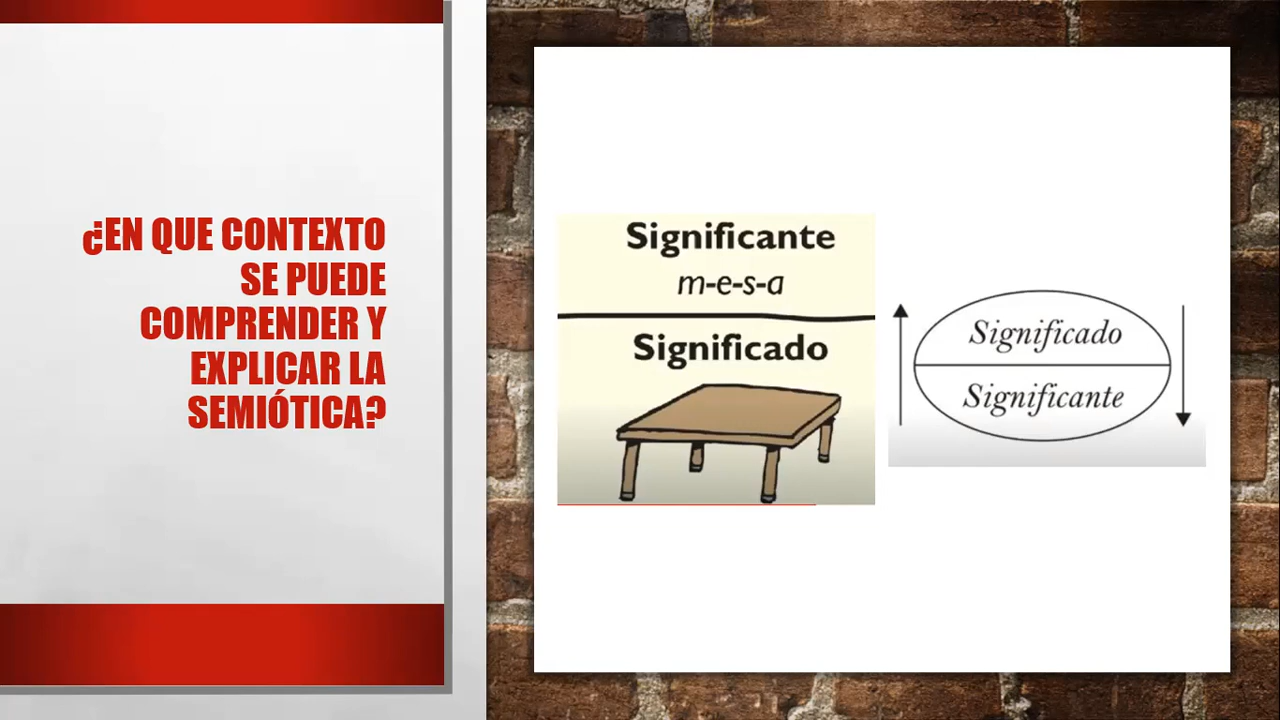 ¿EN QUE CONTEXTO
SE PUEDE
COMPRENDER Y
EXPLICAR LA
SEMIÓTICA?
Significante
m-e-s-a
Significado
Significado
Significante